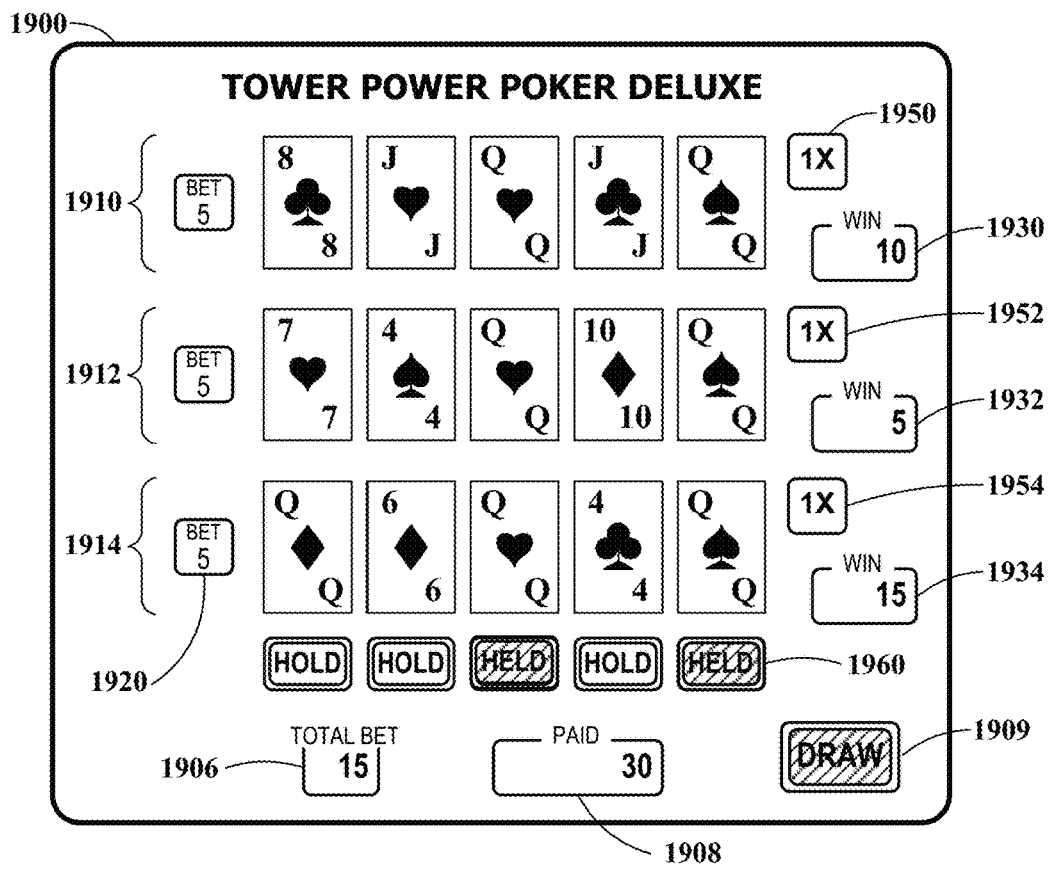 1900
TOWER POWER POKER DELUXE
1950
8 J Q J Q
1X
1910
BET
5
WIN
10
1930
8 J Q J Q
7 4 Q 10 Q
1X
1952
1912
BET
5
WIN
5
1932
7 4 Q 10 Q
Q 6 Q 4 Q
1X
1954
1914
BET
5
WIN
15
1934
Q 6 Q 4 Q
HOLD HOLD HELD HOLD HELD
1960
1920
TOTAL BET
15
1906
PAID
30
DRAW
1909
1908